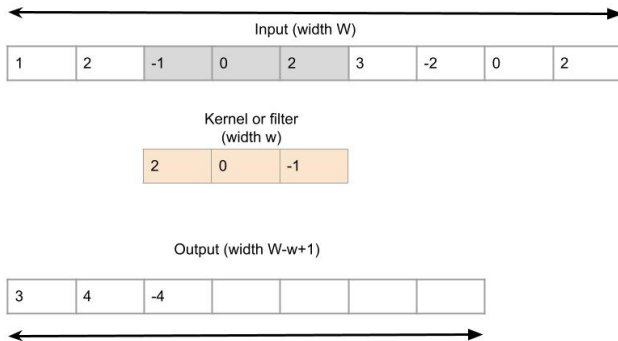 Input (width W)
1 2 -1 0 2 3 -2 0 2
Kernel or filter
(width w)
2 0 -1
Output (width W-w+1)
3 4 -4